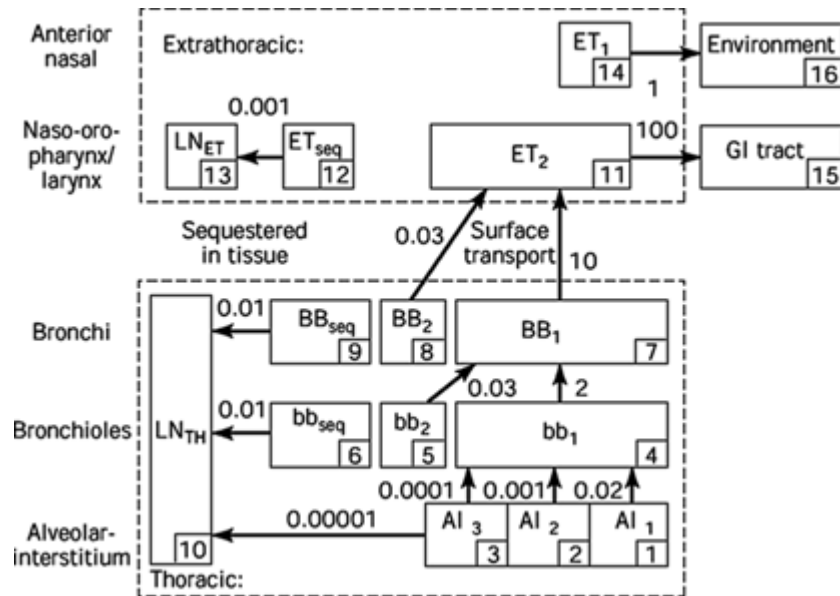 Anterior
nasal
Extrathoracic:
ET1
14
Environment
16
1
0.001
Naso-oro-
pharynx/
larynx
LNET
13
ETseq
12
ET2
11
100
GI tract
15
Sequestered
in tissue
0.03
Surface
transport
10
Bronchi
0.01
BBseq
9
BB2
8
BB1
7
0.03
2
Bronchioles
LNTH
0.01
bbseq
6
bb2
5
bb1
4
0.0001
0.001
0.02
Alveolar-
interstitium
0.00001
AI 3
3
AI 2
2
AI 1
1
10
Thoracic: